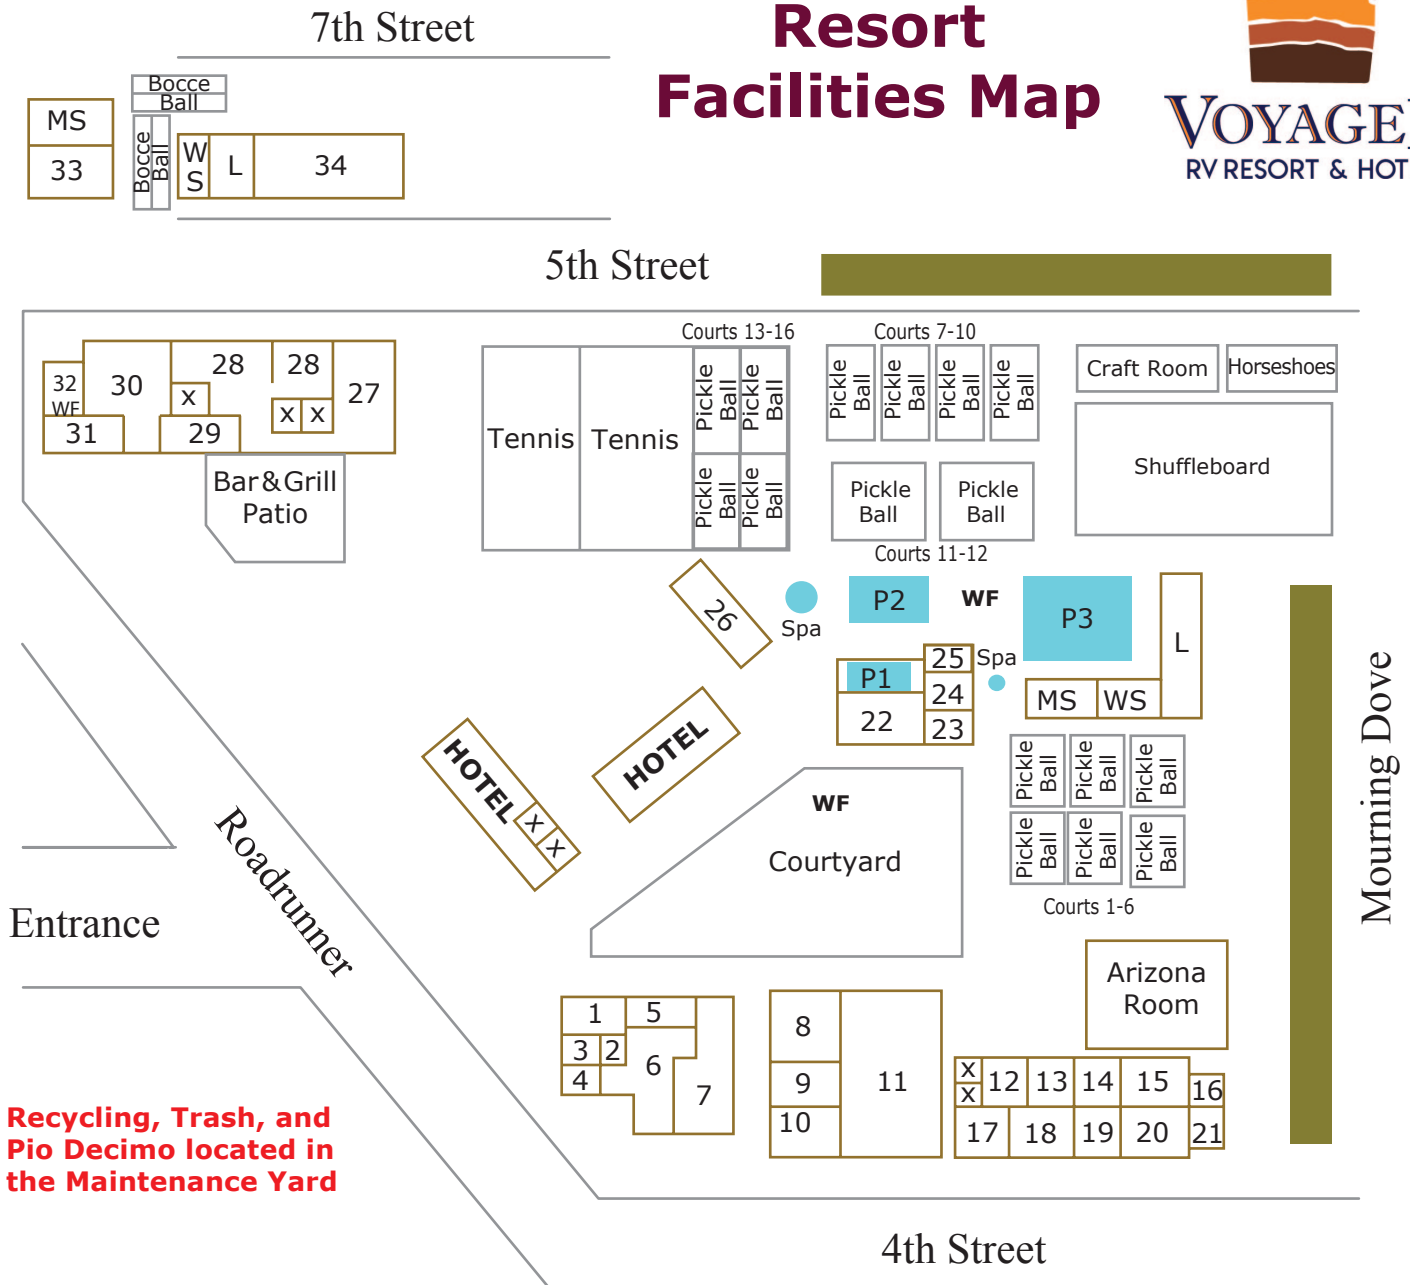 7th Street
Resort
Facilities Map
VOYAGE
RV RESORT & HOT
Bocce
Ball
MS
33
Bocce
Ball
W
S
L
34
5th Street
Courts 13-16
Courts 7-10
32
WF
30
28
28
27
x
x
x
31
29
Bar&Grill
Patio
Tennis
Tennis
Pickle
Ball
Pickle
Ball
Pickle
Ball
Pickle
Ball
Pickle
Ball
Pickle
Ball
Pickle
Ball
Pickle
Ball
Craft Room
Horseshoes
Shuffleboard
Pickle
Ball
Pickle
Ball
Courts 11-12
26
Spa
P2
WF
P3
L
P1
25
Spa
24
22
23
MS
WS
HOTEL
HOTEL
x
x
Pickle
Ball
Pickle
Ball
Pickle
Ball
Pickle
Ball
Pickle
Ball
Pickle
Ball
Courts 1-6
WF
Courtyard
Mourning Dove
Roadrunner
Entrance
Arizona
Room
1
5
3
2
4
6
7
8
9
10
11
x
x
12
13
14
15
16
17
18
19
20
21
Recycling, Trash, and
Pio Decimo located in
the Maintenance Yard
4th Street